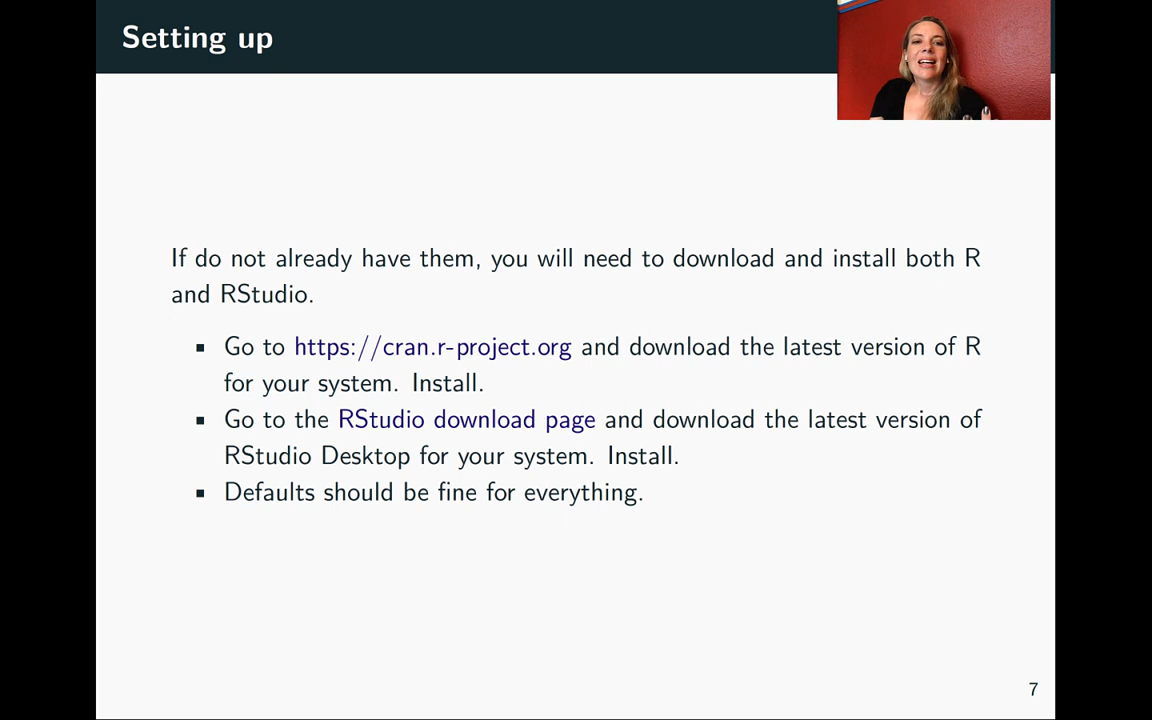 Setting up
If do not already have them, you will need to download and install both R
and RStudio.
▪ Go to https://cran.r-project.org and download the latest version of R
for your system. Install.
▪ Go to the RStudio download page and download the latest version of
RStudio Desktop for your system. Install.
▪ Defaults should be fine for everything.
7